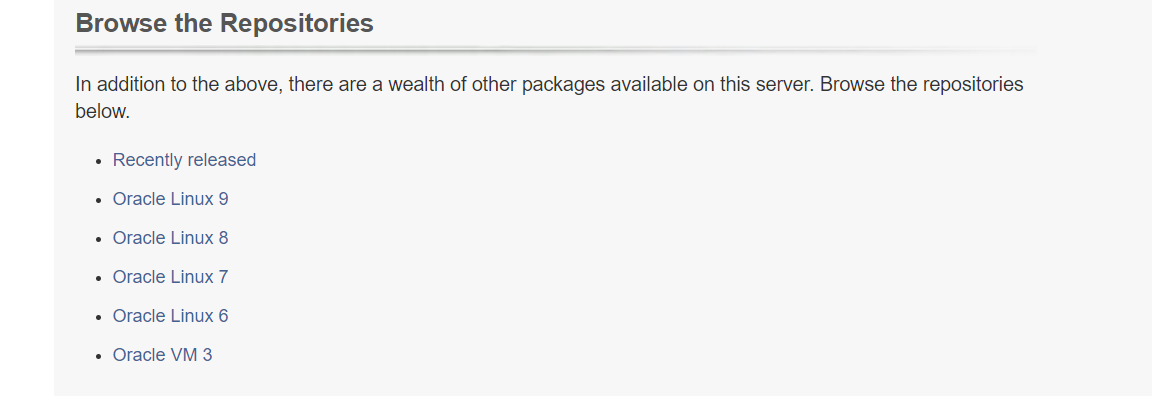 Browse the Repositories
In addition to the above, there are a wealth of other packages available on this server. Browse the repositories
below.
Recently released
Oracle Linux 9
Oracle Linux 8
Oracle Linux 7
Oracle Linux 6
Oracle VM 3